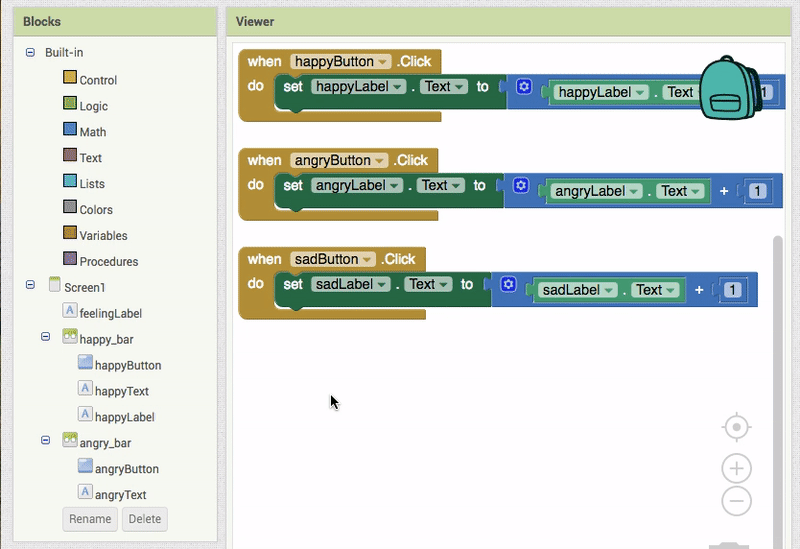 Blocks
Built-in
Control
Logic
Math
Text
Lists
Colors
Variables
Procedures
Screen1
feelingLabel
happy_bar
happyButton
happyText
happyLabel
angry_bar
angryButton
angryText
Rename Delete
Viewer
when happyButton .Click
do set happyLabel . Text to happyLabel . Text 1
when angryButton .Click
do set angryLabel . Text to angryLabel . Text + 1
when sadButton .Click
do set sadLabel . Text to sadLabel . Text + 1